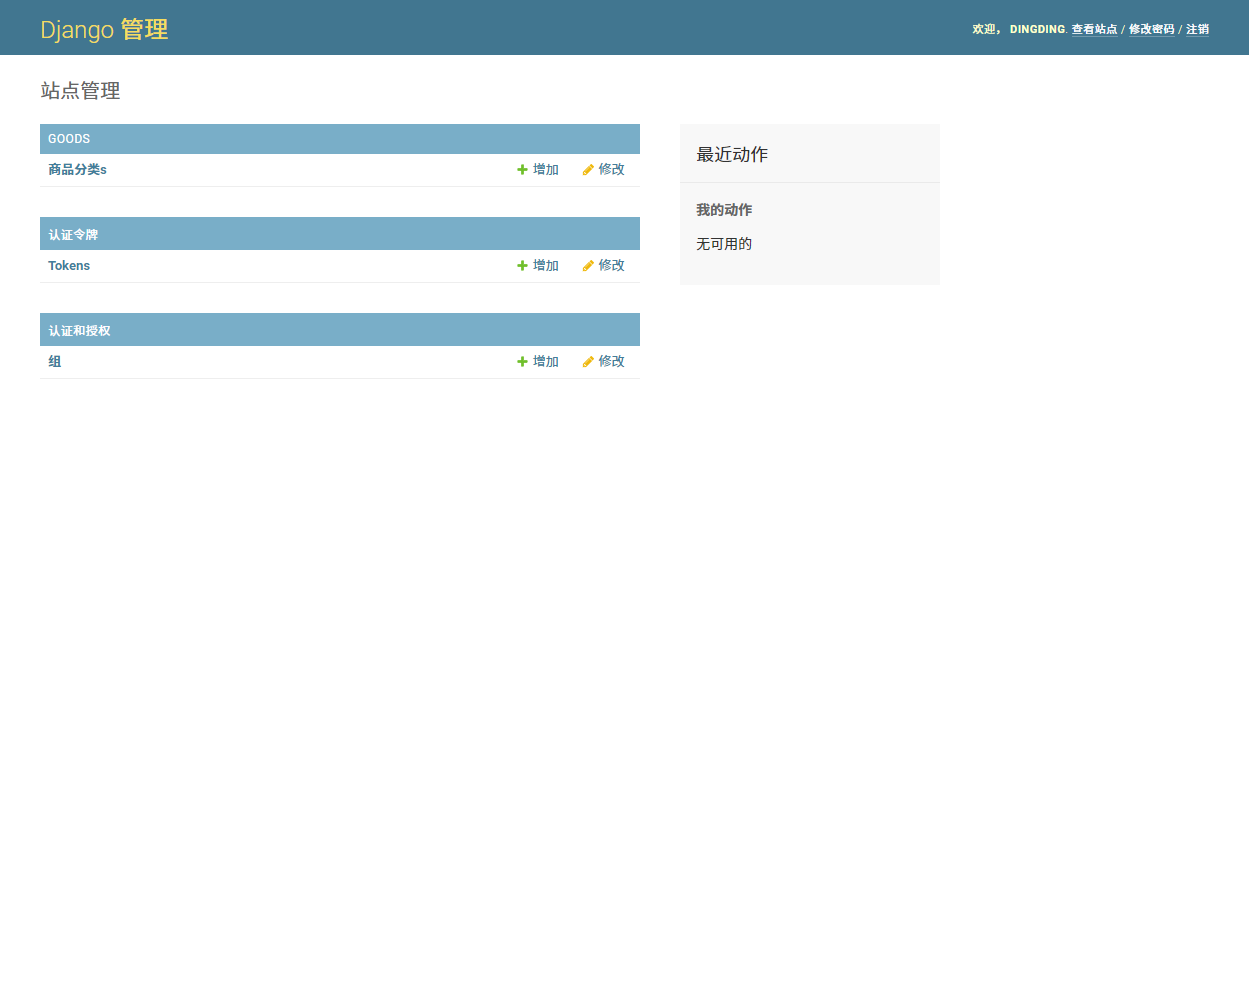 Django 管理
欢迎， DINGDING. 查看站点 / 修改密码 / 注销
站点管理
GOODS
商品分类s 增加 修改
认证令牌
Tokens 增加 修改
认证和授权
组 增加 修改
最近动作
我的动作
无可用的